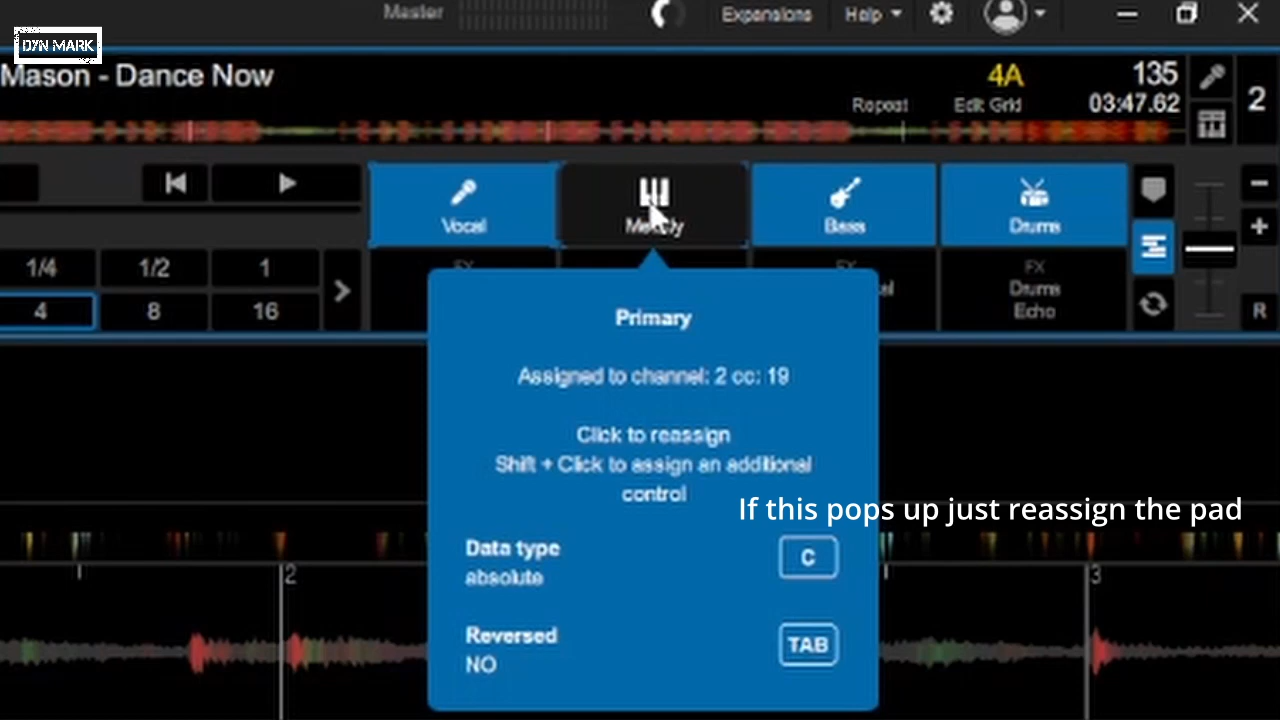 Master
Expansions
Help
DYN MARK
Mason - Dance Now
4A
135
Repeat
Edit Grid
03:47.62
2
Vocal
Melody
Bass
Drums
1/4
1/2
1
FX
FX
FX
4
8
16
Drums
Echo
R
Primary
Assigned to channel: 2 cc: 19
Click to reassign
Shift + Click to assign an additional
control
If this pops up just reassign the pad
Data type
absolute
C
2
3
Reversed
NO
TAB